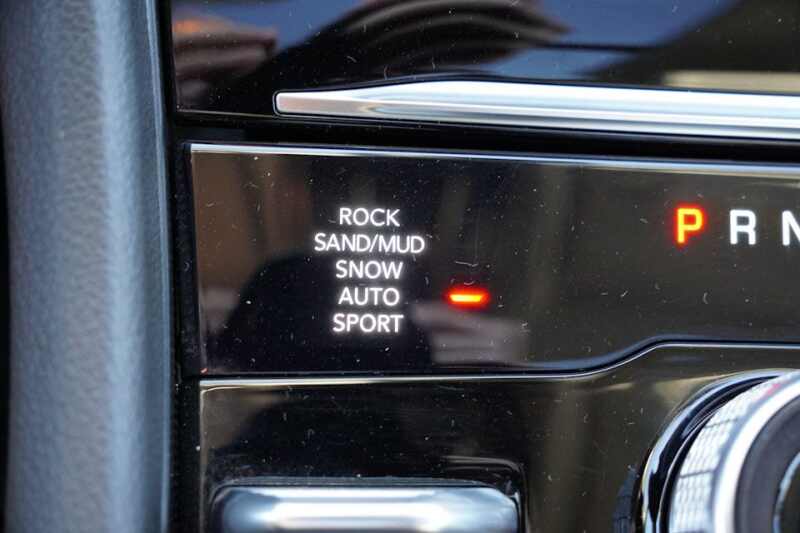 ROCK
SAND/MUD
SNOW
AUTO
SPORT
P R N